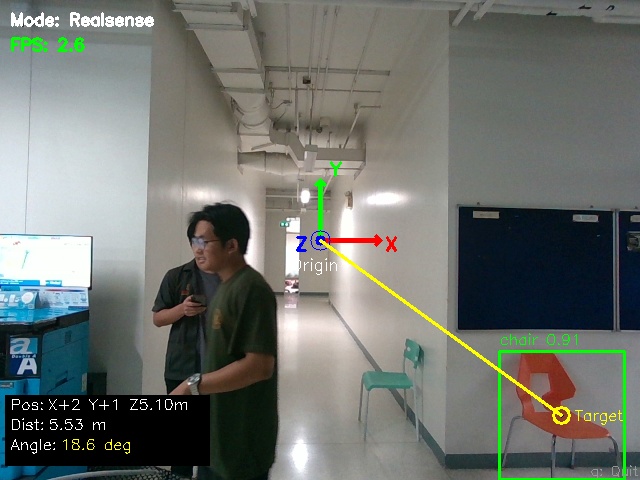 Mode: Realsense
FPS: 2.6
Y
Z
X
Origin
chair 0.91
Target
a
A
Pos: X+2 Y+1 Z5.10m
Dist: 5.53 m
Angle: 18.6 deg
q: Quit